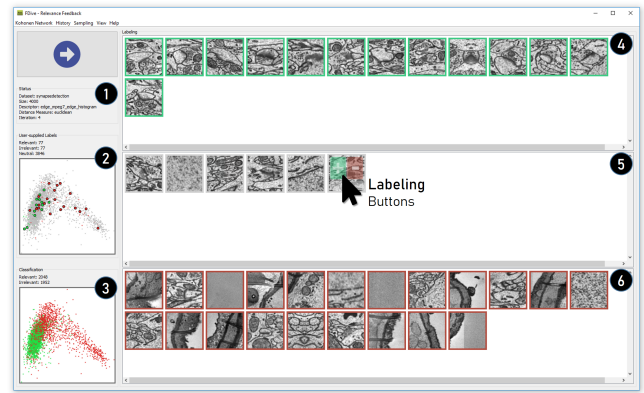 FDive - Relevance Feedback
Kohonen Network History Sampling View Help
Labeling
4
Status
1
Dataset: synapsedetection
Size: 4000
Descriptor: edge_mpeg7_edge_histogram
Distance Measure: euclidean
Iteration: 4
User-supplied Labels
2
Relevant: 77
Irrelevant: 77
Neutral: 3846
5
Labeling
Buttons
Classification
3
Relevant: 2048
Irrelevant: 1952
6